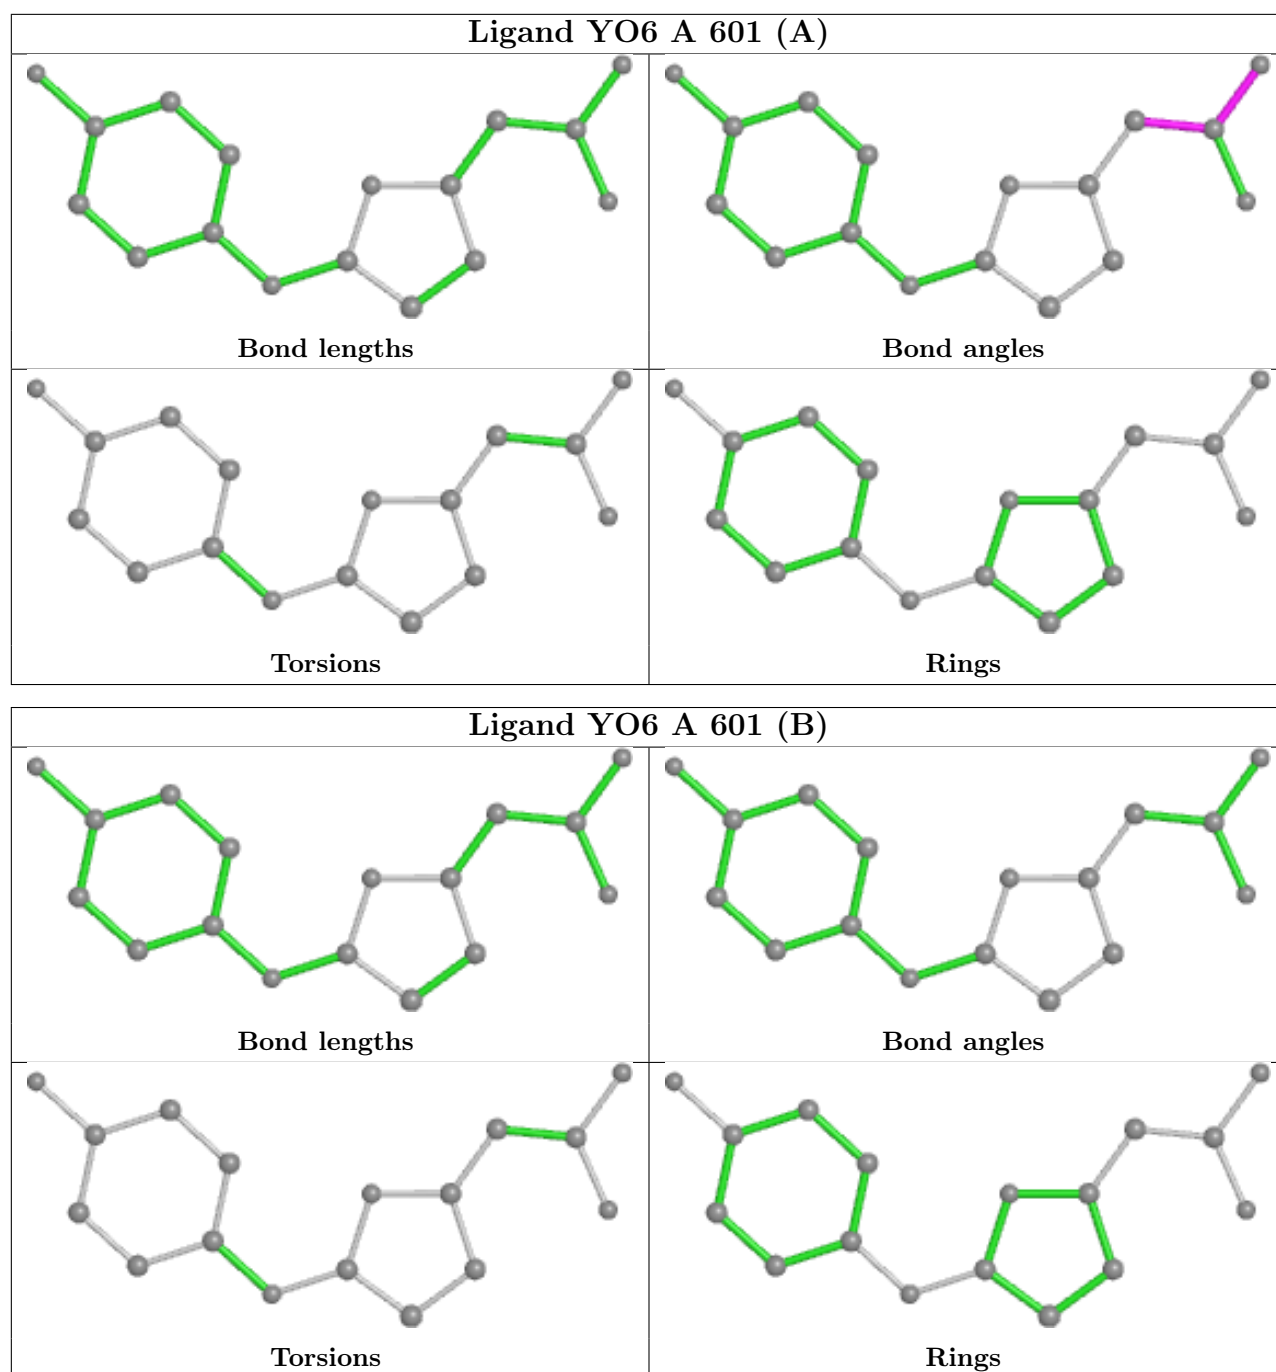 Ligand YO6 A 601 (A)
Bond lengths
Bond angles
Torsions
Rings
Ligand YO6 A 601 (B)
Bond lengths
Bond angles
Torsions
Rings